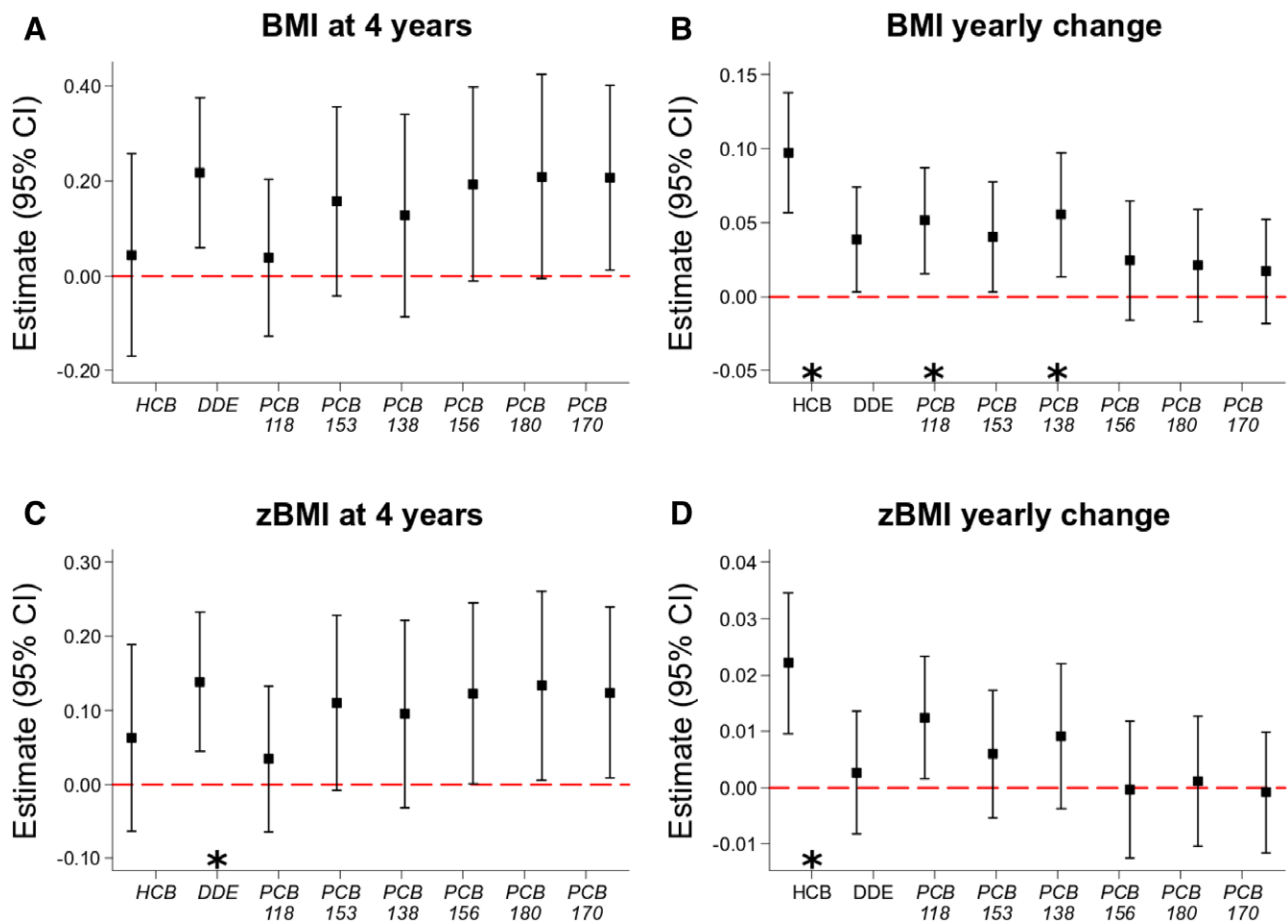 A
BMI at 4 years
Estimate (95% CI)
0.40
0.20
0.00
-0.20
HCB DDE PCB PCB PCB PCB PCB PCB
118 153 138 156 180 170
B
BMI yearly change
Estimate (95% CI)
0.15
0.10
0.05
0.00
-0.05
* * *
HCB DDE PCB PCB PCB PCB PCB PCB
118 153 138 156 180 170
C
zBMI at 4 years
Estimate (95% CI)
0.30
0.20
0.10
0.00
-0.10
*
HCB DDE PCB PCB PCB PCB PCB PCB
118 153 138 156 180 170
D
zBMI yearly change
Estimate (95% CI)
0.04
0.03
0.02
0.01
0.00
-0.01
*
HCB DDE PCB PCB PCB PCB PCB PCB
118 153 138 156 180 170